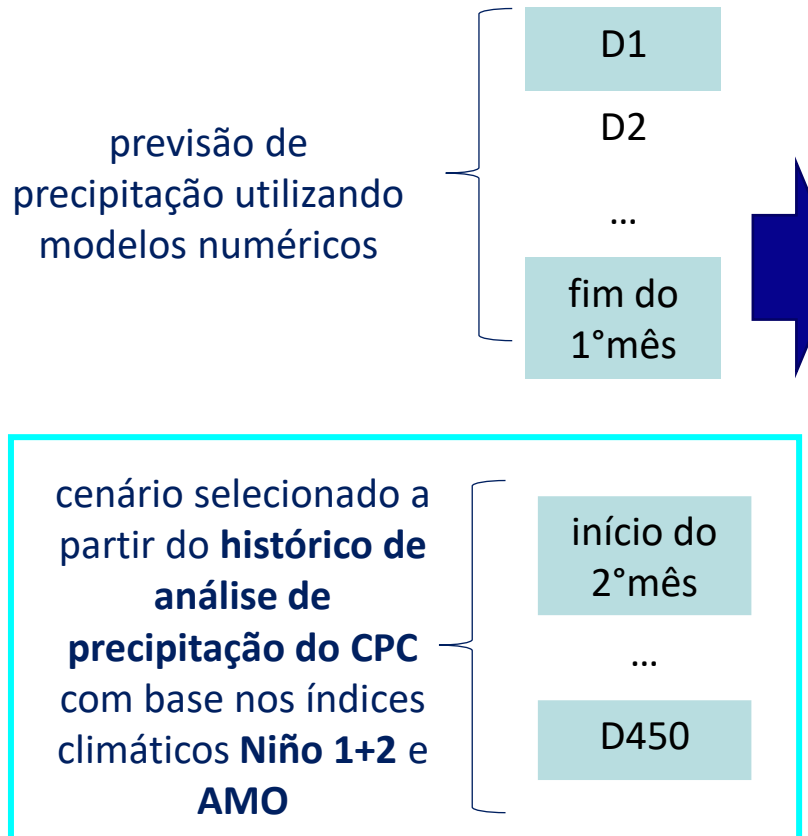 previsão de
precipitação utilizando
modelos numéricos
D1
D2
...
fim do
1°mês
cenário selecionado a
partir do histórico de
análise de
precipitação do CPC
com base nos índices
climáticos Niño 1+2 e
AMO
início do
2°mês
...
D450